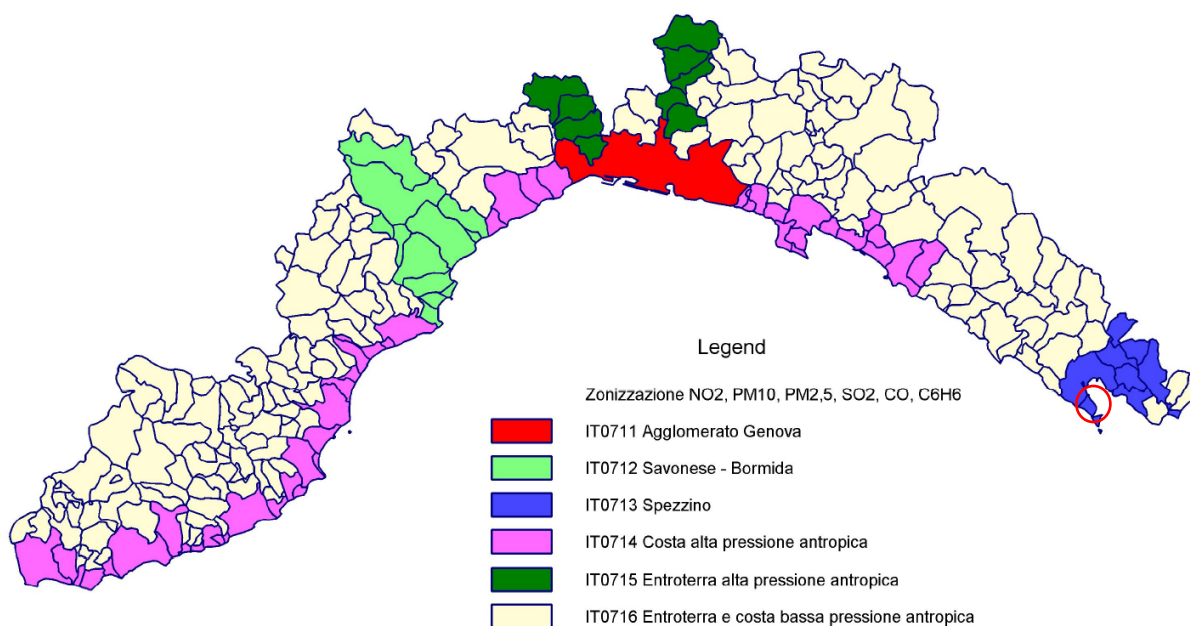 Legend
Zonizzazione NO2, PM10, PM2,5, SO2, CO, C6H6
IT0711 Agglomerato Genova
IT0712 Savonese - Bormida
IT0713 Spezzino
IT0714 Costa alta pressione antropica
IT0715 Entroterra alta pressione antropica
IT0716 Entroterra e costa bassa pressione antropica